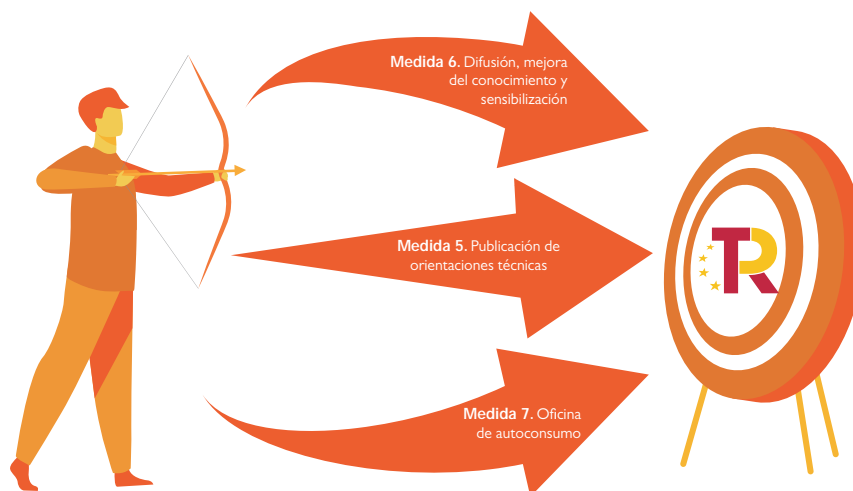 Medida 6. Difusión, mejora
del conocimiento y
sensibilización
Medida 5. Publicación de
orientaciones técnicas
TR
Medida 7. Oficina
de autoconsumo